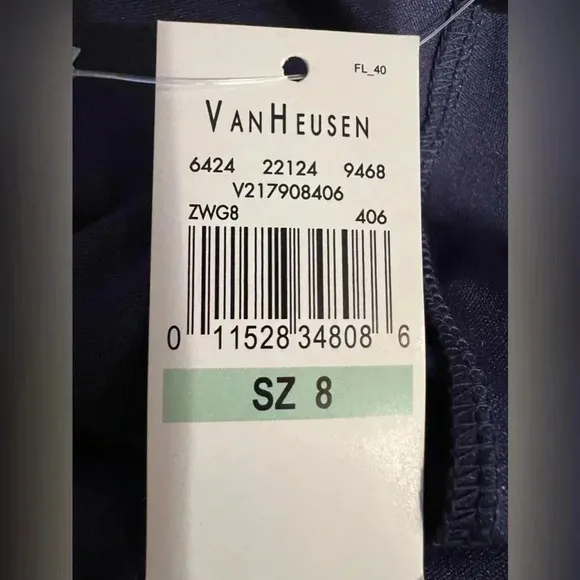 FL_40
VANHEUSEN
6424 22124 9468
V217908406
ZWG8 406
0 11528 34808 6
SZ 8